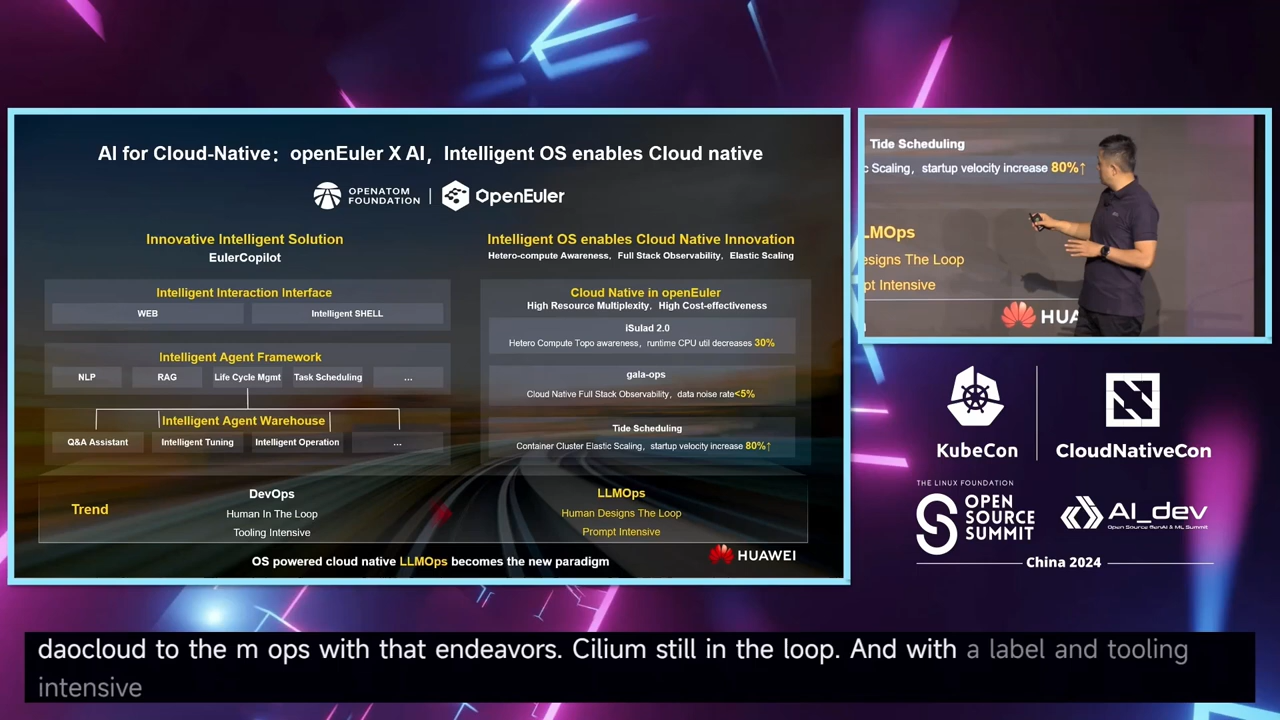 AI for Cloud-Native：openEuler X AI，Intelligent OS enables Cloud native
OPENATOM
FOUNDATION
OpenEuler
Innovative Intelligent Solution
EulerCopilot
Intelligent Interaction Interface
WEB
Intelligent SHELL
Intelligent Agent Framework
NLP
RAG
Life Cycle Mgmt
Task Scheduling
...
Intelligent Agent Warehouse
Q&A Assistant
Intelligent Tuning
Intelligent Operation
...
Intelligent OS enables Cloud Native Innovation
Hetero-compute Awareness，Full Stack Observability，Elastic Scaling
Cloud Native in openEuler
High Resource Multiplexity，High Cost-effectiveness
iSulad 2.0
Hetero Compute Topo awareness，runtime CPU util decreases 30%
gala-ops
Cloud Native Full Stack Observability，data noise rate<5%
Tide Scheduling
Container Cluster Elastic Scaling，startup velocity increase 80%↑
Trend
DevOps
Human In The Loop
Tooling Intensive
LLMOps
Human Designs The Loop
Prompt Intensive
OS powered cloud native LLMOps becomes the new paradigm
HUAWEI
Tide Scheduling
c Scaling，startup velocity increase 80%↑
LMOps
esigns The Loop
pt Intensive
HUA
KubeCon
CloudNativeCon
THE LINUX FOUNDATION
OPEN
SOURCE
SUMMIT
AI_dev
Open Source GenAI & ML Summit
China 2024
daocloud to the m ops with that endeavors. Cilium still in the loop. And with a label and tooling
intensive